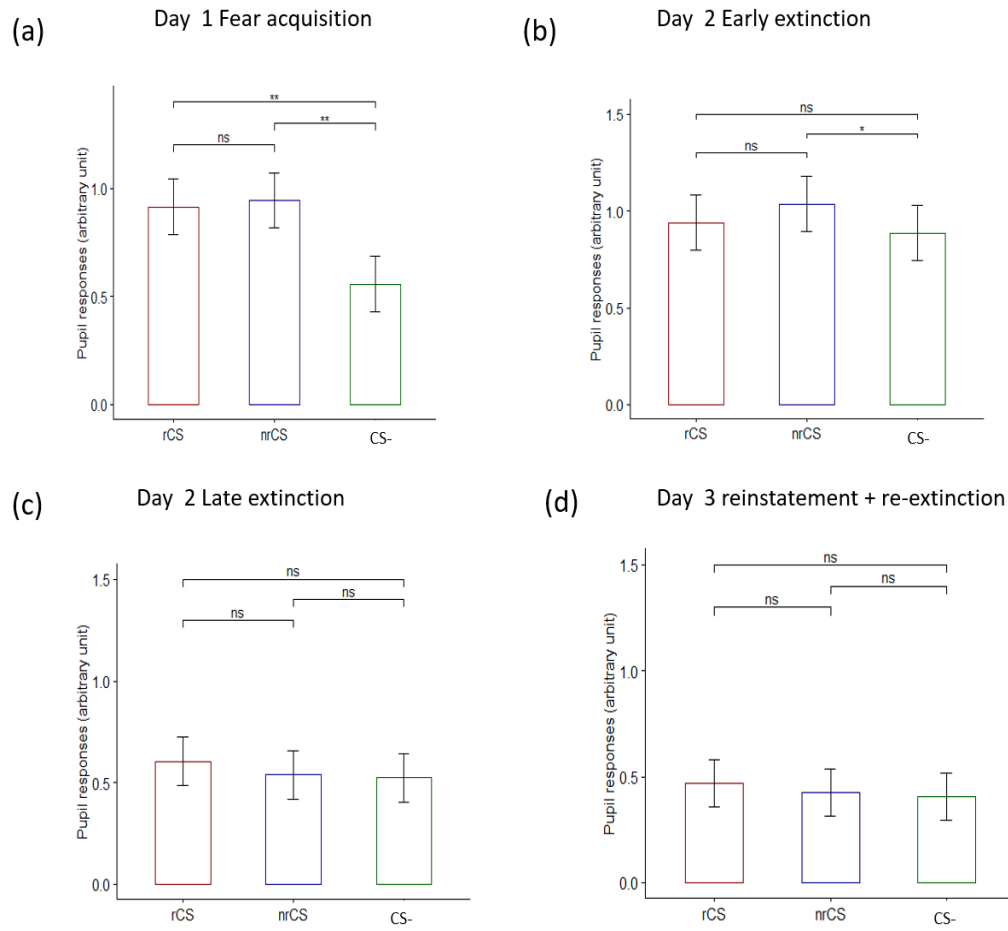 (a)
Day 1 Fear acquisition
Pupil responses (arbitrary unit)
**
**
ns
1.0
0.5
0.0
rCS
nrCS
CS-
(b)
Day 2 Early extinction
Pupil responses (arbitrary unit)
1.5
ns
*
ns
1.0
0.5
0.0
rCS
nrCS
CS-
(c)
Day 2 Late extinction
Pupil responses (arbitrary unit)
1.5
ns
ns
ns
1.0
0.5
0.0
rCS
nrCS
CS-
(d)
Day 3 reinstatement + re-extinction
Pupil responses (arbitrary unit)
1.5
ns
ns
ns
1.0
0.5
0.0
rCS
nrCS
CS-